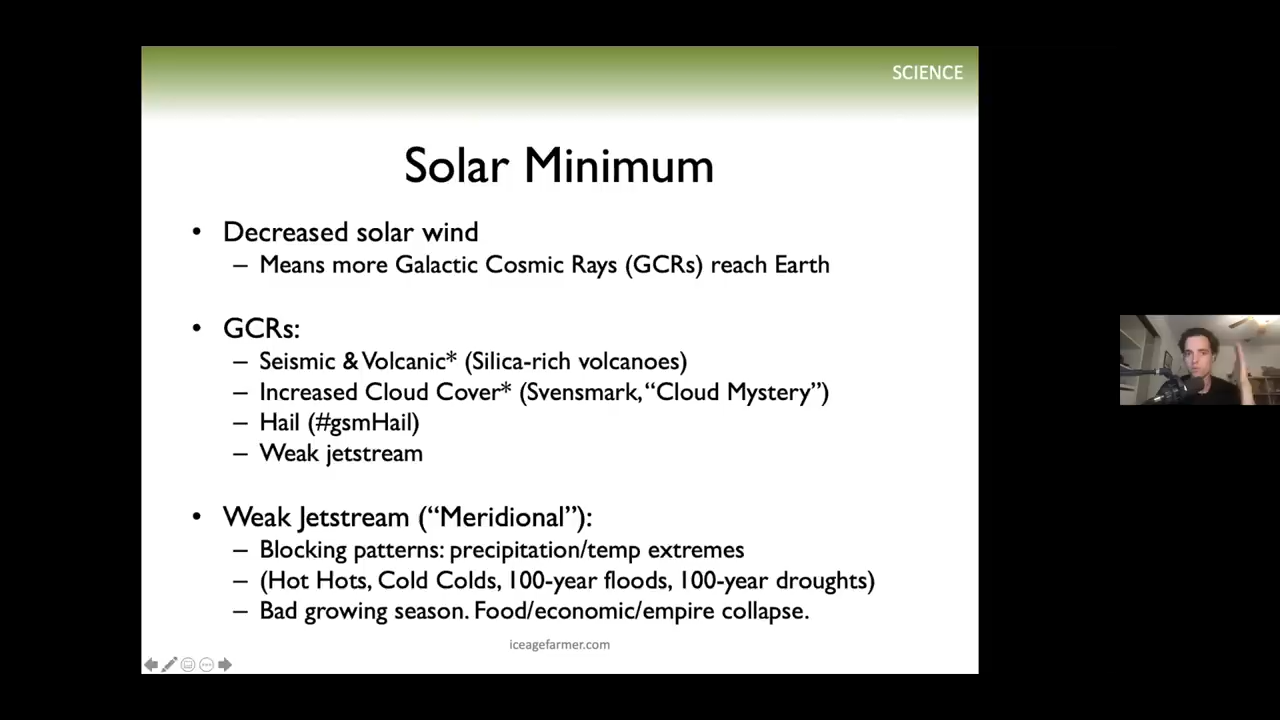 SCIENCE
Solar Minimum
• Decreased solar wind
– Means more Galactic Cosmic Rays (GCRs) reach Earth
• GCRs:
– Seismic & Volcanic* (Silica-rich volcanoes)
– Increased Cloud Cover* (Svensmark, “Cloud Mystery”)
– Hail (#gsmHail)
– Weak jetstream
• Weak Jetstream (“Meridional”):
– Blocking patterns: precipitation/temp extremes
– (Hot Hots, Cold Colds, 100-year floods, 100-year droughts)
– Bad growing season. Food/economic/empire collapse.
iceagefarmer.com